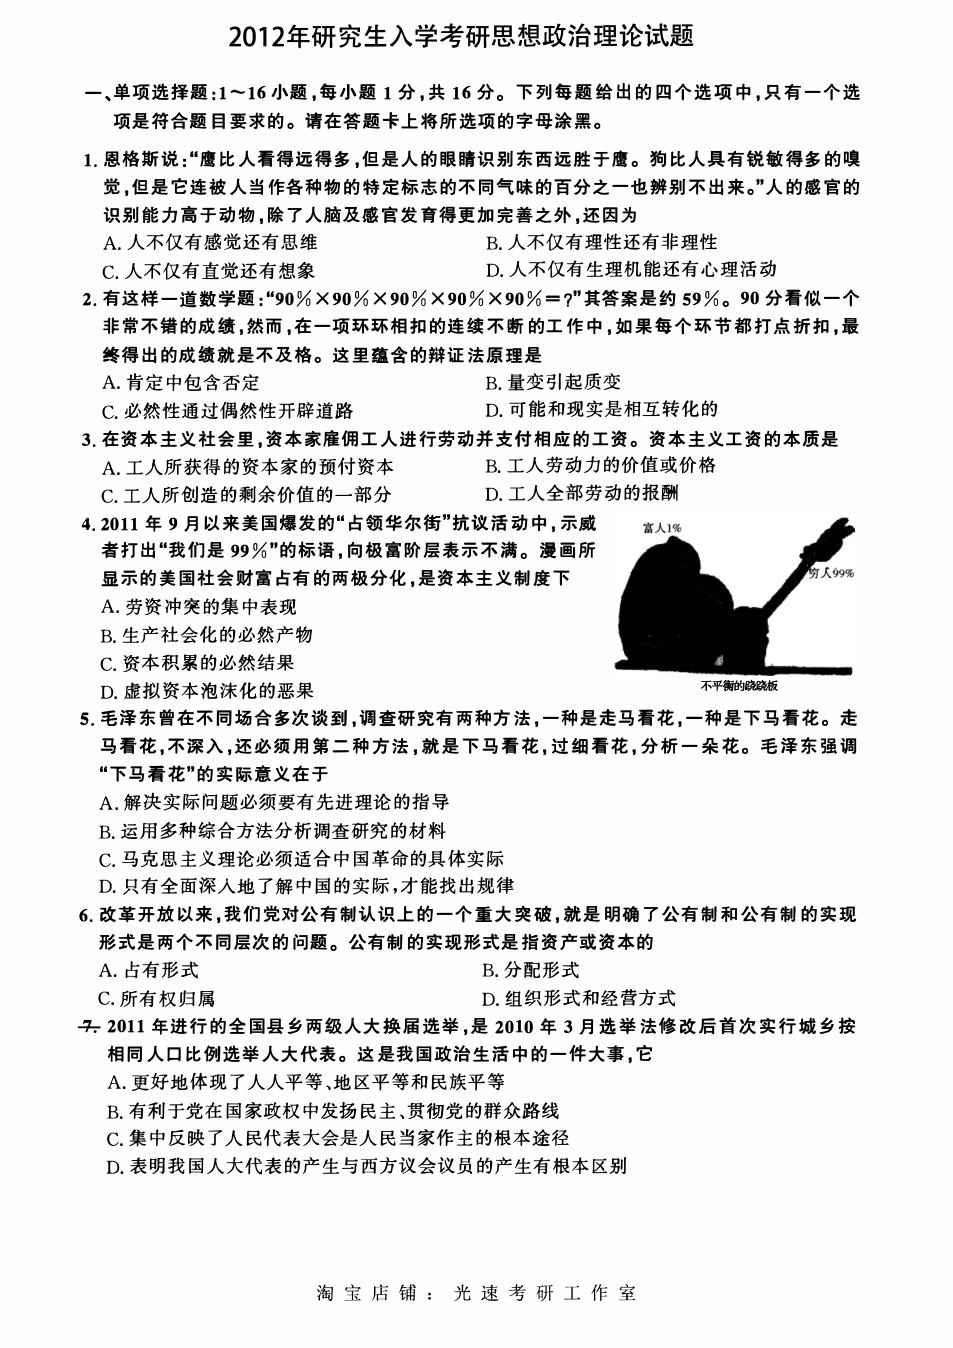 2012年研究生入学考研思想政治理论试题
一、单项选择题:1～16小题,每小题1分,共16分。下列每题给出的四个选项中,只有一个选
项是符合题目要求的。请在答题卡上将所选项的字母涂黑。
1. 恩格斯说:“鹰比人看得远得多,但是人的眼睛识别东西远胜于鹰。狗比人具有锐敏得多的嗅
觉,但是它连被人当作各种物的特定标志的不同气味的百分之一也辨别不出来。”人的感官的
识别能力高于动物,除了人脑及感官发育得更加完善之外,还因为
A. 人不仅有感觉还有思维 B. 人不仅有理性还有非理性
C. 人不仅有直觉还有想象 D. 人不仅有生理机能还有心理活动
2. 有这样一道数学题:“90%×90%×90%×90%×90%=?”其答案是约59%。90分看似一个
非常不错的成绩,然而,在一项环环相扣的连续不断的工作中,如果每个环节都打点折扣,最
终得出的成绩就是不及格。这里蕴含的辩证法原理是
A. 肯定中包含否定 B. 量变引起质变
C. 必然性通过偶然性开辟道路 D. 可能和现实是相互转化的
3. 在资本主义社会里,资本家雇佣工人进行劳动并支付相应的工资。资本主义工资的本质是
A. 工人所获得的资本家的预付资本 B. 工人劳动力的价值或价格
C. 工人所创造的剩余价值的一部分 D. 工人全部劳动的报酬
4. 2011年9月以来美国爆发的“占领华尔街”抗议活动中,示威
者打出“我们是99%”的标语,向极富阶层表示不满。漫画所
显示的美国社会财富占有的两极分化,是资本主义制度下
A. 劳资冲突的集中表现
B. 生产社会化的必然产物
C. 资本积累的必然结果
D. 虚拟资本泡沫化的恶果
富人1%
穷人99%
不平衡的跷跷板
5. 毛泽东曾在不同场合多次谈到,调查研究有两种方法,一种是走马看花,一种是下马看花。走
马看花,不深入,还必须用第二种方法,就是下马看花,过细看花,分析一朵花。毛泽东强调
“下马看花”的实际意义在于
A. 解决实际问题必须要有先进理论的指导
B. 运用多种综合方法分析调查研究的材料
C. 马克思主义理论必须适合中国革命的具体实际
D. 只有全面深入地了解中国的实际,才能找出规律
6. 改革开放以来,我们党对公有制认识上的一个重大突破,就是明确了公有制和公有制的实现
形式是两个不同层次的问题。公有制的实现形式是指资产或资本的
A. 占有形式 B. 分配形式
C. 所有权归属 D. 组织形式和经营方式
7. 2011年进行的全国县乡两级人大换届选举,是2010年3月选举法修改后首次实行城乡按
相同人口比例选举人大代表。这是我国政治生活中的一件大事,它
A. 更好地体现了人人平等、地区平等和民族平等
B. 有利于党在国家政权中发扬民主、贯彻党的群众路线
C. 集中反映了人民代表大会是人民当家作主的根本途径
D. 表明我国人大代表的产生与西方议会议员的产生有根本区别
淘宝店铺：光速考研工作室